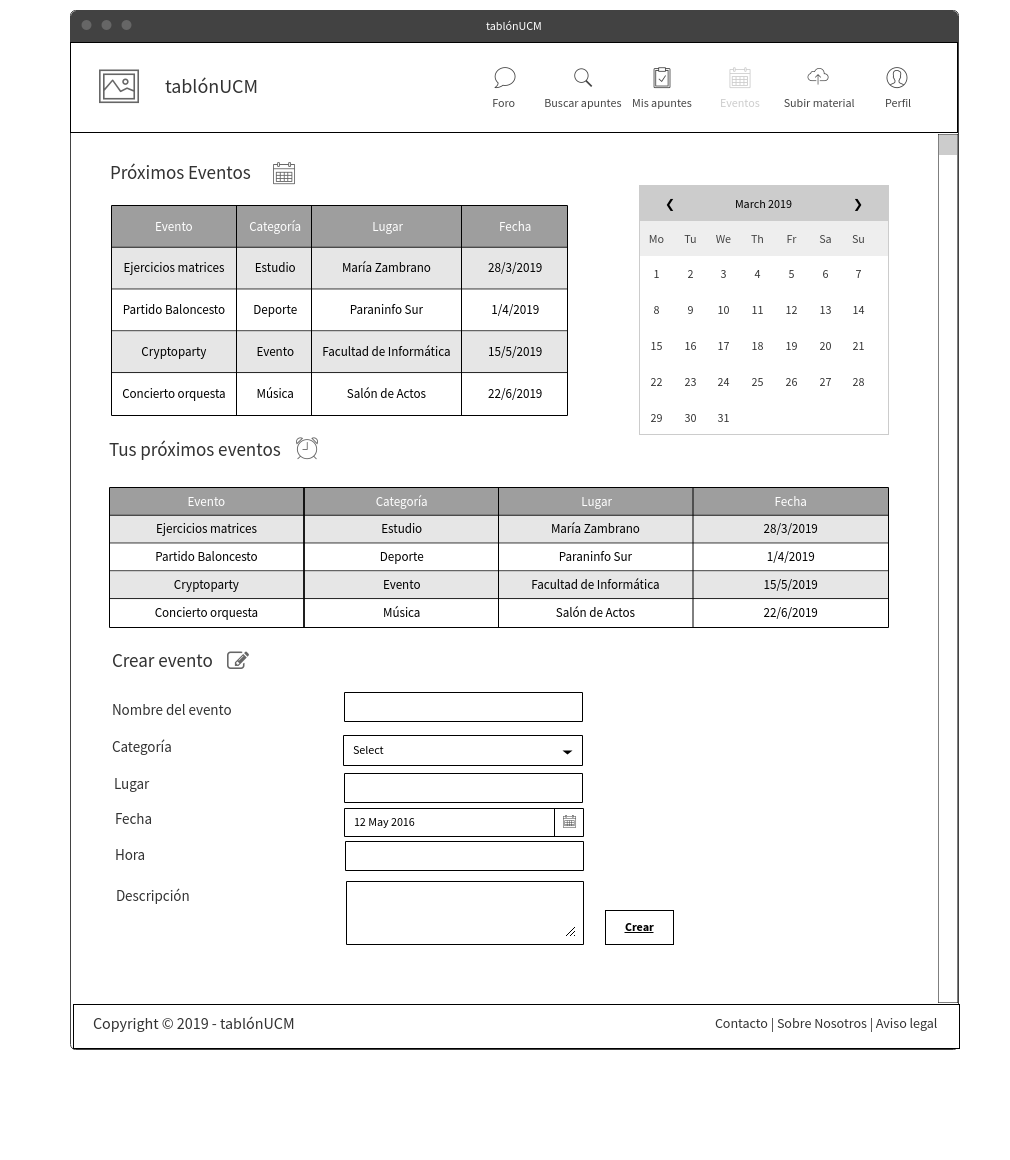 tablónUCM
tablónUCM
Foro Buscar apuntes Mis apuntes Eventos Subir material Perfil
Próximos Eventos
Evento Categoría Lugar Fecha
Ejercicios matrices Estudio María Zambrano 28/3/2019
Partido Baloncesto Deporte Paraninfo Sur 1/4/2019
Cryptoparty Evento Facultad de Informática 15/5/2019
Concierto orquesta Música Salón de Actos 22/6/2019
❮ March 2019 ❯
Mo Tu We Th Fr Sa Su
1 2 3 4 5 6 7
8 9 10 11 12 13 14
15 16 17 18 19 20 21
22 23 24 25 26 27 28
29 30 31
Tus próximos eventos
Evento Categoría Lugar Fecha
Ejercicios matrices Estudio María Zambrano 28/3/2019
Partido Baloncesto Deporte Paraninfo Sur 1/4/2019
Cryptoparty Evento Facultad de Informática 15/5/2019
Concierto orquesta Música Salón de Actos 22/6/2019
Crear evento
Nombre del evento
Categoría Select
Lugar
Fecha 12 May 2016
Hora
Descripción
Crear
Copyright © 2019 - tablónUCM
Contacto | Sobre Nosotros | Aviso legal